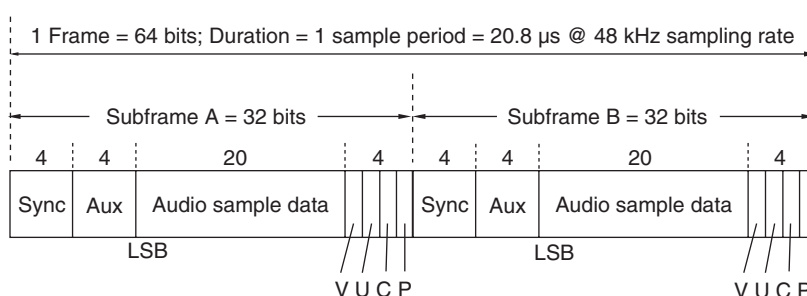 1 Frame = 64 bits; Duration = 1 sample period = 20.8 µs @ 48 kHz sampling rate
Subframe A = 32 bits Subframe B = 32 bits
4 4 20 4 4 4 20 4
Sync Aux Audio sample data Sync Aux Audio sample data
LSB LSB
V U C P V U C P